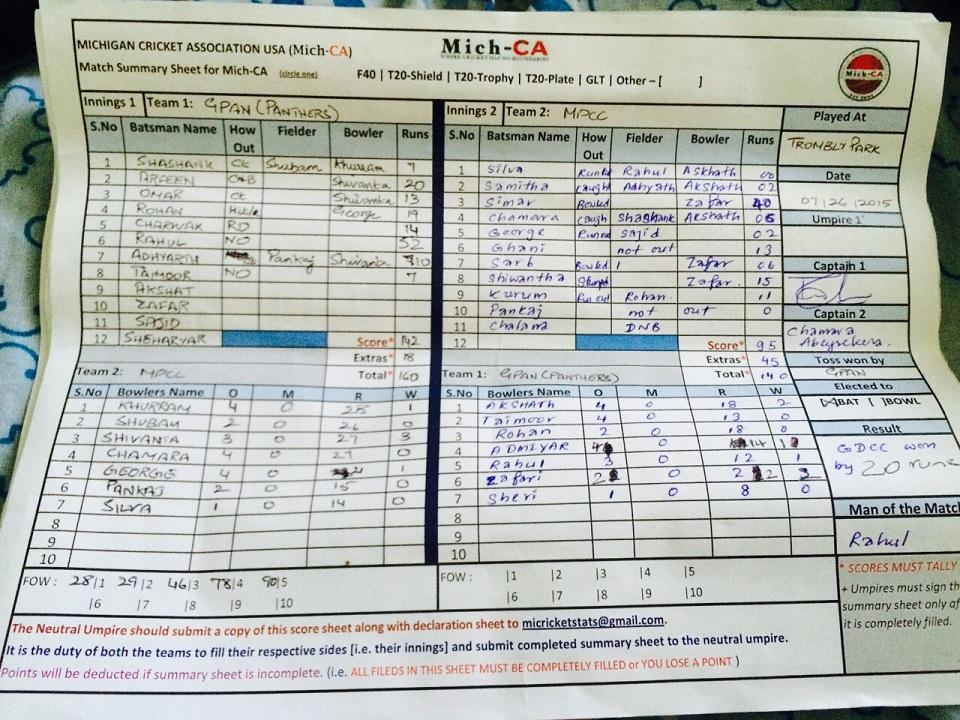 MICHIGAN CRICKET ASSOCIATION USA (Mich-CA)
Mich-CA
Mich-CA
Match Summary Sheet for Mich-CA (circle one) F40 | T20-Shield | T20-Trophy | T20-Plate | GLT | Other – [ ]
Innings 1 Team 1: GPAN (PANTHERS)
S.No Batsman Name How Out Fielder Bowler Runs
1 SHASHANK Ct Shubam Khurram 7
2 ARFEEN C&B Shivanka 20
3 OMAR ct Shivanka 13
4 ROHAN George 19
5 CHARWAK RD 14
6 RAHUL NO 52
7 ADHYARTH Pankaj Shivanta 10
8 TAIMOOR NO 7
9 AKSHAT
10 ZAFAR
11 SAJID
12 SHEHARYAR Score* 142
Extras* 18
Total* 160
Team 2: MPCC
S.No Bowlers Name O M R W
1 KHURRAM 4 0 25 1
2 SHUBAM 2 0 26 0
3 SHIVANTA 3 0 27 3
4 CHAMARA 4 0 27 0
5 GEORGE 4 0 1
6 PANKAJ 2 0 15 0
7 SILVA 1 0 14 0
8
9
10
FOW : 28|1 29|2 46|3 78|4 90|5
|6 |7 |8 |9 |10
Innings 2 Team 2: MPCC
S.No Batsman Name How Out Fielder Bowler Runs
1 Silva Rahul Askhath 00
2 Samitha Caught Adhyath Akshath 02
3 Simar Bowled Zafar 40
4 Chamara Caugh Shashank Akshath 06
5 George Sajid 02
6 Ghani not out 13
7 Sarb Bowled Zafar 06
8 Shiwantha Zafar 15
9 Kurum Run out Rohan 11
10 Pankaj not out 0
11 Chalana DNB
12 Score* 95
Extras* 45
Total* 140
Team 1: GPAN (PANTHERS)
S.No Bowlers Name O M R W
1 AKSHATH 4 0 18 2
2 Taimoor 4 0 13 0
3 Rohan 2 0 18 0
4 ADMIYAR 0 14
5 Rahul 3 0 12 1
6 Zafari 0
7 Sheri 1 0 8 0
8
9
10
FOW : |1 |2 |3 |4 |5
|6 |7 |8 |9 |10
Played At
TROMBLY PARK
Date
07/26/2015
Umpire 1
Captain 1
Captain 2
Chamara
Abeysekera
Toss won by
GPAN
Elected to
[ ]BAT [ ]BOWL
Result
GDCC won
by 20 runs
Man of the Match
Rahul
* SCORES MUST TALLY
+ Umpires must sign th
summary sheet only af
it is completely filled.
The Neutral Umpire should submit a copy of this score sheet along with declaration sheet to micricketstats@gmail.com.
It is the duty of both the teams to fill their respective sides [i.e. their innings] and submit completed summary sheet to the neutral umpire.
Points will be deducted if summary sheet is incomplete. (i.e. ALL FILEDS IN THIS SHEET MUST BE COMPLETELY FILLED or YOU LOSE A POINT )